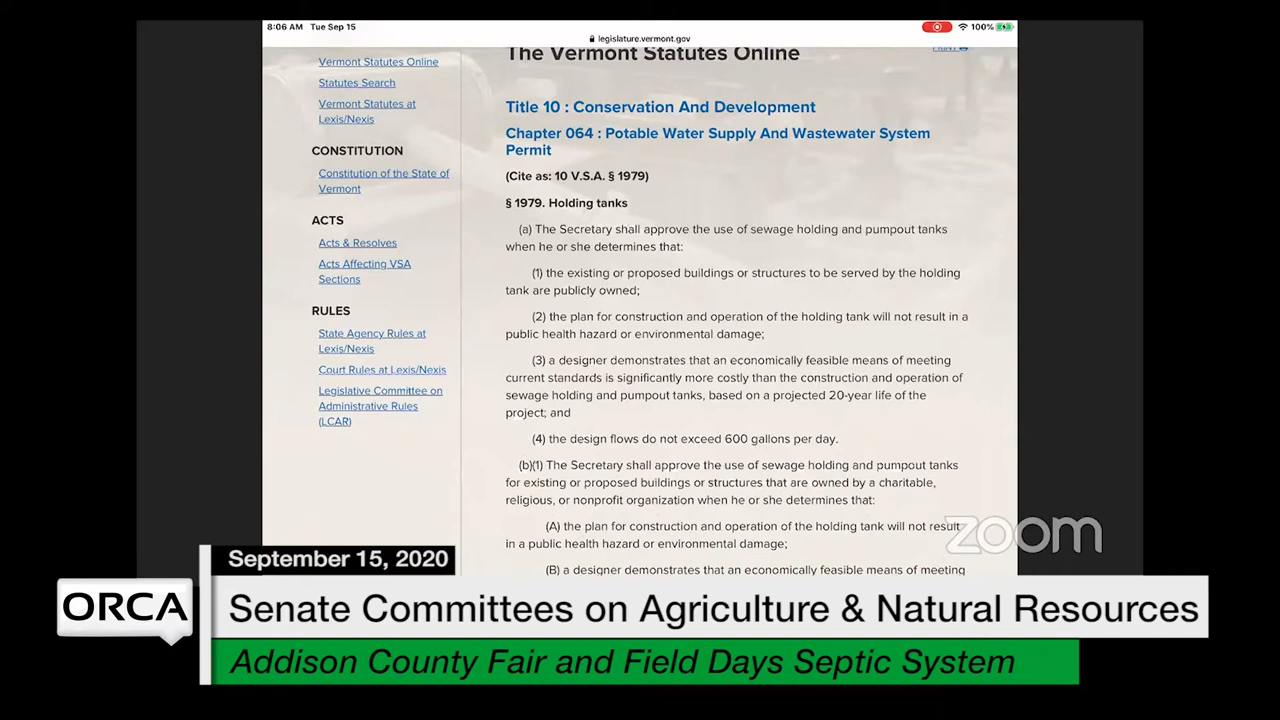 8:06 AM Tue Sep 15
100%
legislature.vermont.gov
The Vermont Statutes Online
PRINT
Vermont Statutes Online
Statutes Search
Vermont Statutes at
Lexis/Nexis
CONSTITUTION
Constitution of the State of
Vermont
ACTS
Acts & Resolves
Acts Affecting VSA
Sections
RULES
State Agency Rules at
Lexis/Nexis
Court Rules at Lexis/Nexis
Legislative Committee on
Administrative Rules
(LCAR)
Title 10 : Conservation And Development
Chapter 064 : Potable Water Supply And Wastewater System
Permit
(Cite as: 10 V.S.A. § 1979)
§ 1979. Holding tanks
(a) The Secretary shall approve the use of sewage holding and pumpout tanks
when he or she determines that:
(1) the existing or proposed buildings or structures to be served by the holding
tank are publicly owned;
(2) the plan for construction and operation of the holding tank will not result in a
public health hazard or environmental damage;
(3) a designer demonstrates that an economically feasible means of meeting
current standards is significantly more costly than the construction and operation of
sewage holding and pumpout tanks, based on a projected 20-year life of the
project; and
(4) the design flows do not exceed 600 gallons per day.
(b)(1) The Secretary shall approve the use of sewage holding and pumpout tanks
for existing or proposed buildings or structures that are owned by a charitable,
religious, or nonprofit organization when he or she determines that:
(A) the plan for construction and operation of the holding tank will not result
in a public health hazard or environmental damage;
(B) a designer demonstrates that an economically feasible means of meeting
zoom
September 15, 2020
ORCA
Senate Committees on Agriculture & Natural Resources
Addison County Fair and Field Days Septic System